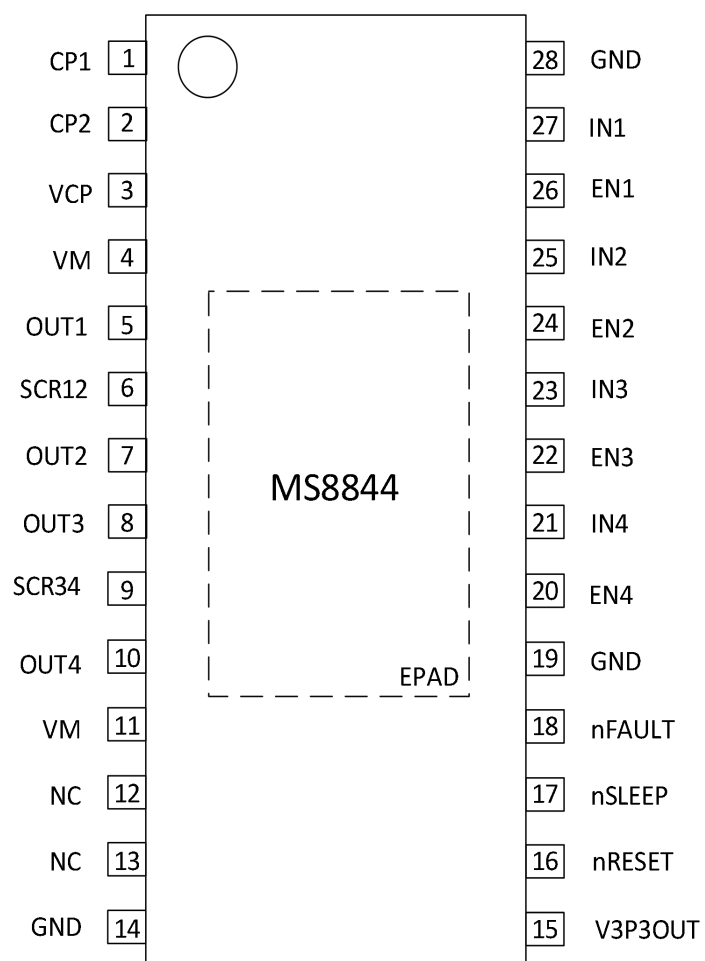 CP1 1 28 GND
CP2 2 27 IN1
VCP 3 26 EN1
VM 4 25 IN2
OUT1 5 24 EN2
SCR12 6 23 IN3
OUT2 7 22 EN3
MS8844
OUT3 8 21 IN4
SCR34 9 20 EN4
OUT4 10 19 GND
EPAD
VM 11 18 nFAULT
NC 12 17 nSLEEP
NC 13 16 nRESET
GND 14 15 V3P3OUT